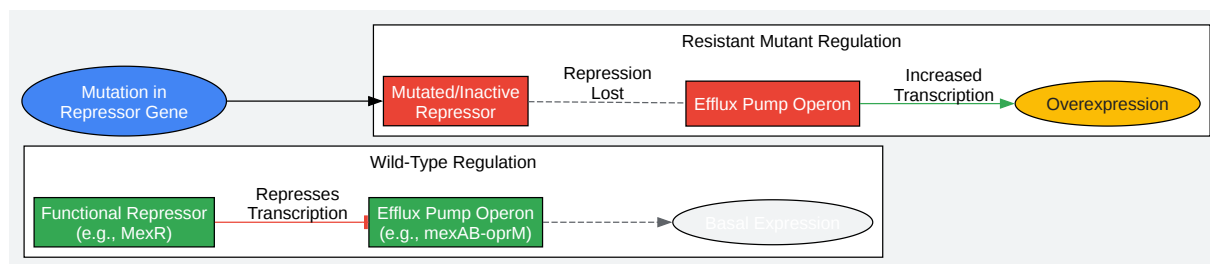 Resistant Mutant Regulation
Mutation in
Repressor Gene
Mutated/Inactive
Repressor
Repression
Lost
Efflux Pump Operon
Increased
Transcription
Overexpression
Wild-Type Regulation
Functional Repressor
(e.g., MexR)
Represses
Transcription
Efflux Pump Operon
(e.g., mexAB-oprM)
Basal Expression